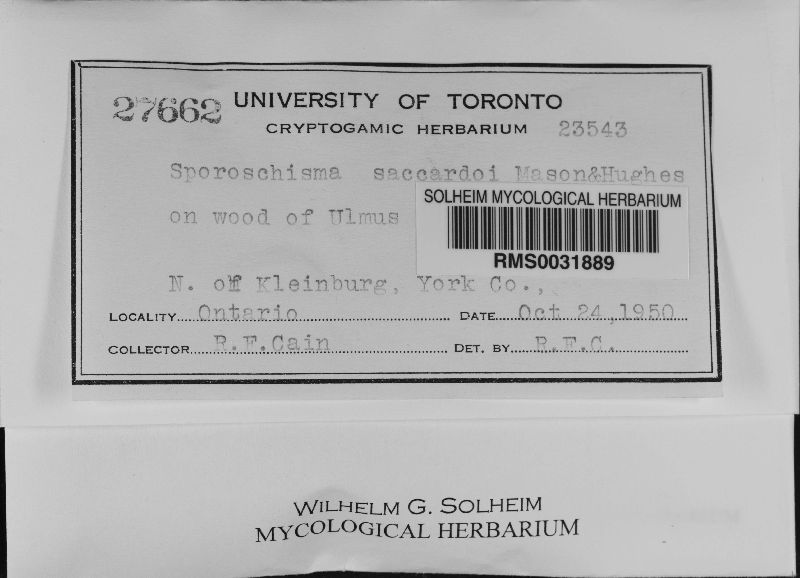 27662 UNIVERSITY OF TORONTO
CRYPTOGAMIC HERBARIUM 23543
Sporoschisma saccardoi Mason&Hughes
on wood of Ulmus
SOLHEIM MYCOLOGICAL HERBARIUM
RMS0031889
N. off Kleinburg, York Co.,
LOCALITY Ontario DATE Oct 24,1950
COLLECTOR R.F.Cain DET. BY R.F.C.
WILHELM G. SOLHEIM
MYCOLOGICAL HERBARIUM